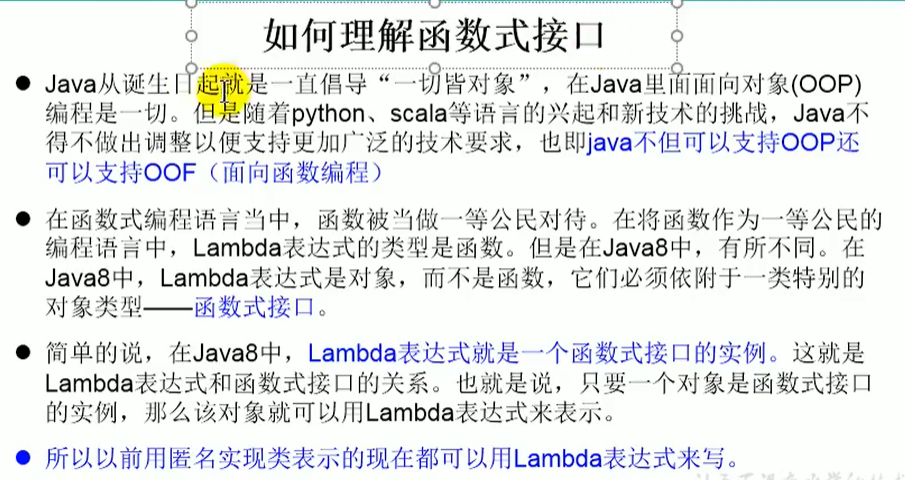 如何理解函数式接口
Java从诞生日起就是一直倡导“一切皆对象”，在Java里面面向对象(OOP)
编程是一切。但是随着python、scala等语言的兴起和新技术的挑战，Java不
得不做出调整以便支持更加广泛的技术要求，也即java不但可以支持OOP还
可以支持OOF（面向函数编程）
在函数式编程语言当中，函数被当做一等公民对待。在将函数作为一等公民的
编程语言中，Lambda表达式的类型是函数。但是在Java8中，有所不同。在
Java8中，Lambda表达式是对象，而不是函数，它们必须依附于一类特别的
对象类型——函数式接口。
简单的说，在Java8中，Lambda表达式就是一个函数式接口的实例。这就是
Lambda表达式和函数式接口的关系。也就是说，只要一个对象是函数式接口
的实例，那么该对象就可以用Lambda表达式来表示。
所以以前用匿名实现类表示的现在都可以用Lambda表达式来写。